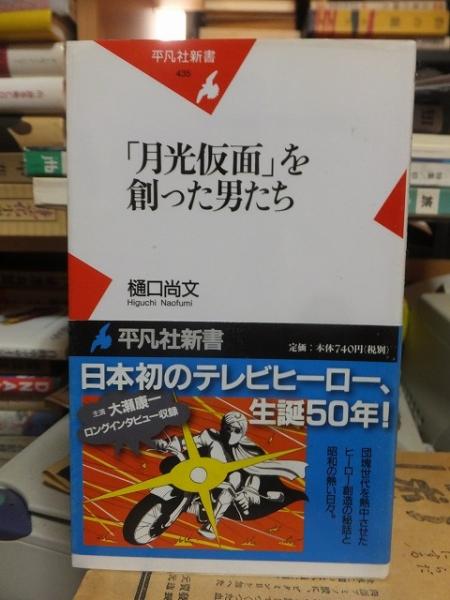 平凡社新書
435
「月光仮面」を
創った男たち
樋口尚文
Higuchi Naofumi
平凡社新書
定価：本体740円(税別)
日本初のテレビヒーロー、
生誕50年!
主演 大瀬康一
ロングインタビュー収録
団塊世代を熱中させた
ヒーロー創造の秘話と
昭和の熱い日々。
DNA